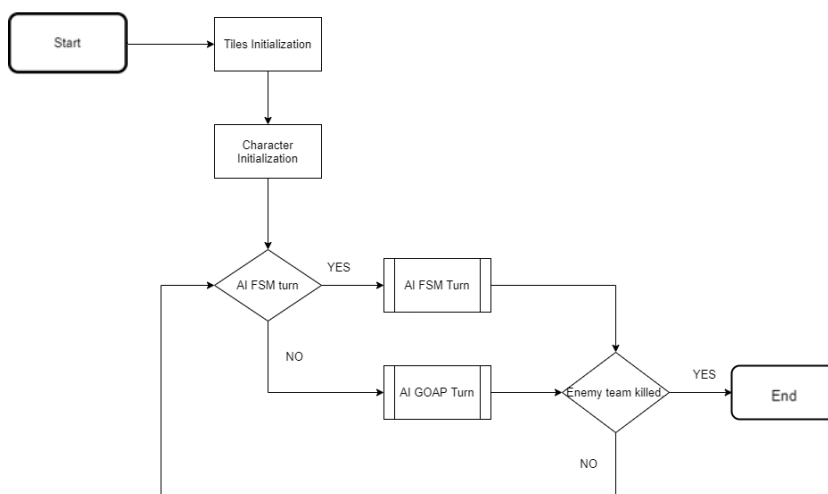 Start
Tiles Initialization
Character
Initialization
AI FSM turn
YES
AI FSM Turn
NO
AI GOAP Turn
Enemy team killed
YES
End
NO